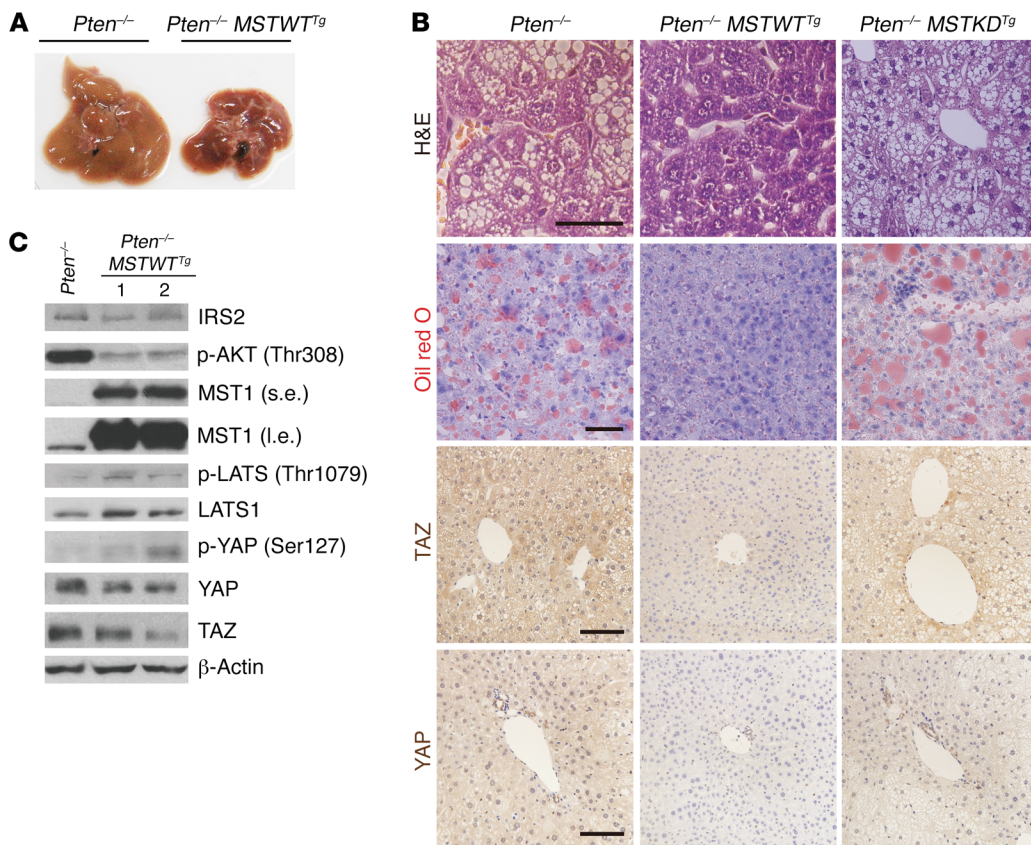 A
Pten–/–
Pten–/– MSTWTTg
B
Pten–/–
Pten–/– MSTWTTg
Pten–/– MSTKDTg
H&E
Oil red O
TAZ
YAP
C
Pten–/–
Pten–/–
MSTWTTg
1
2
IRS2
p-AKT (Thr308)
MST1 (s.e.)
MST1 (l.e.)
p-LATS (Thr1079)
LATS1
p-YAP (Ser127)
YAP
TAZ
β-Actin